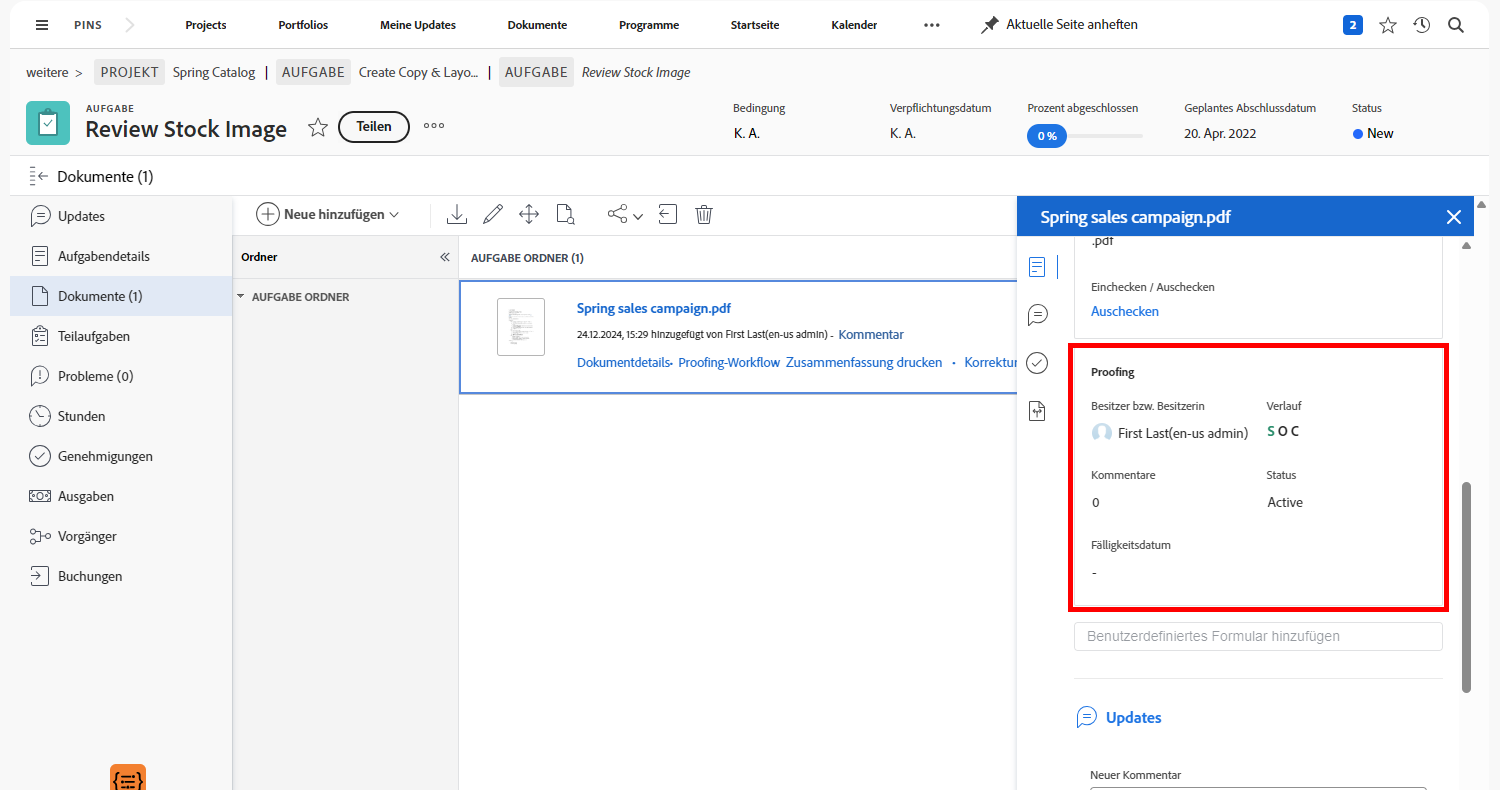 PINS Projects Portfolios Meine Updates Dokumente Programme Startseite Kalender ••• Aktuelle Seite anheften 2
weitere > PROJEKT Spring Catalog | AUFGABE Create Copy & Layo... | AUFGABE Review Stock Image
AUFGABE
Review Stock Image Teilen
Bedingung Verpflichtungsdatum Prozent abgeschlossen Geplantes Abschlussdatum Status
K. A. K. A. 0 % 20. Apr. 2022 New
Dokumente (1)
Updates
Aufgabendetails
Dokumente (1)
Teilaufgaben
Probleme (0)
Stunden
Genehmigungen
Ausgaben
Vorgänger
Buchungen
Neue hinzufügen
Ordner
AUFGABE ORDNER
AUFGABE ORDNER (1)
Spring sales campaign.pdf
24.12.2024, 15:29 hinzugefügt von First Last(en-us admin) - Kommentar
Dokumentdetails• Proofing-Workflow Zusammenfassung drucken • Korrektur
Spring sales campaign.pdf
.pdf
Einchecken / Auschecken
Auschecken
Proofing
Besitzer bzw. Besitzerin Verlauf
First Last(en-us admin) S O C
Kommentare Status
0 Active
Fälligkeitsdatum
-
Benutzerdefiniertes Formular hinzufügen
Updates
Neuer Kommentar